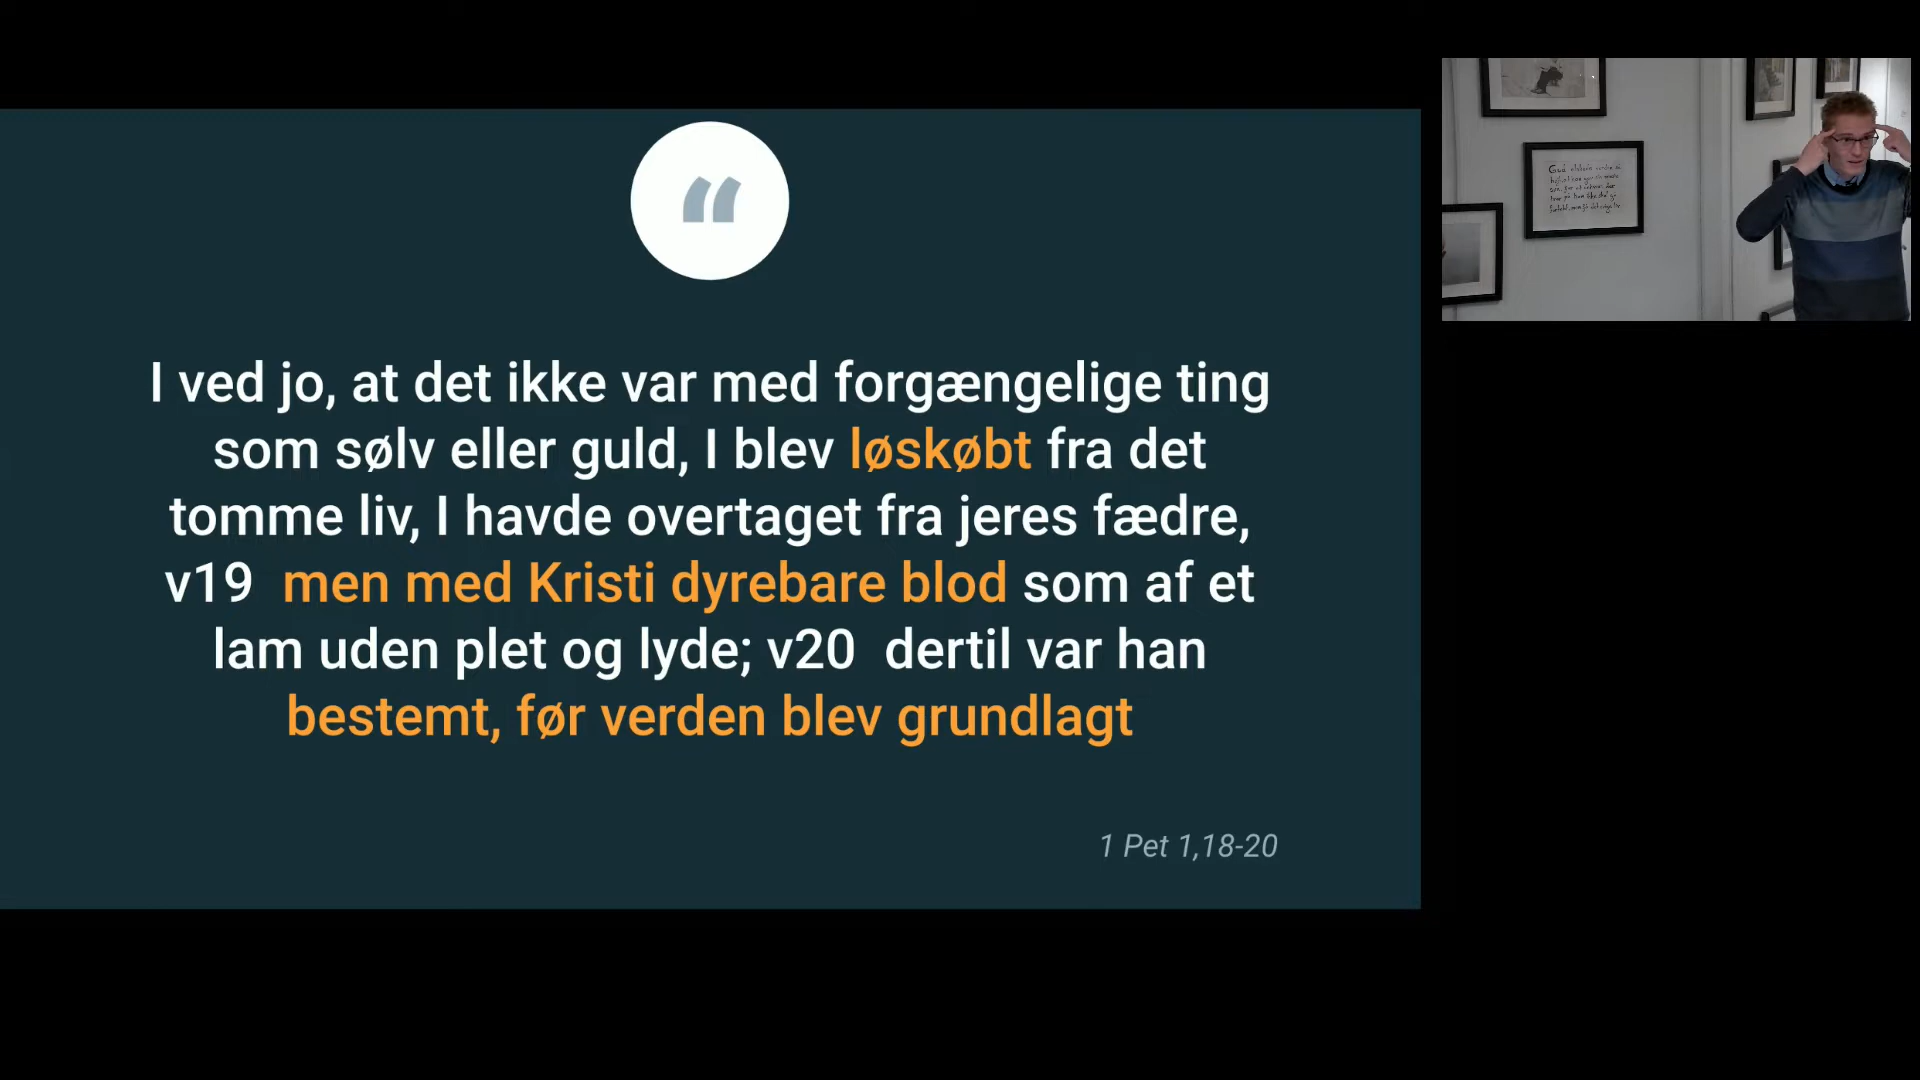 “
I ved jo, at det ikke var med forgængelige ting
som sølv eller guld, I blev løskøbt fra det
tomme liv, I havde overtaget fra jeres fædre,
v19 men med Kristi dyrebare blod som af et
lam uden plet og lyde; v20 dertil var han
bestemt, før verden blev grundlagt
1 Pet 1,18-20